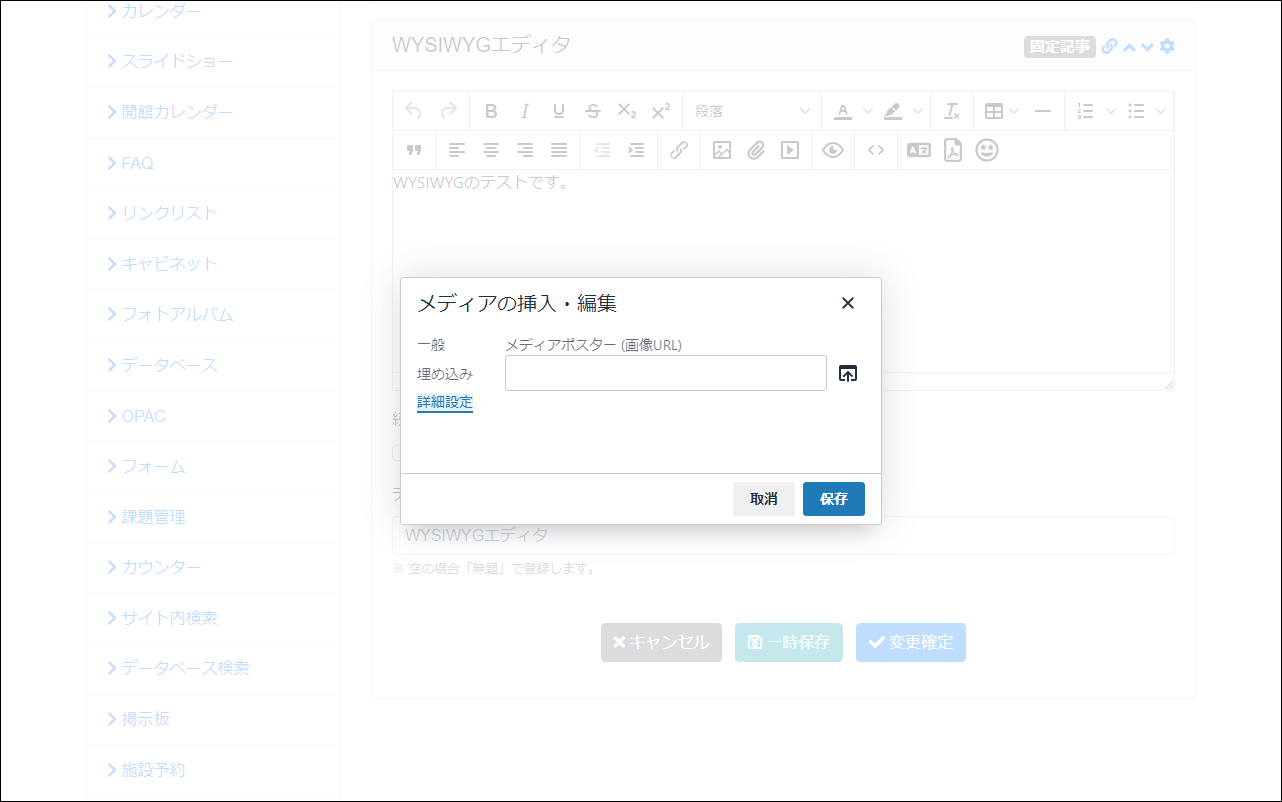 カレンダー
スライドショー
開館カレンダー
FAQ
リンクリスト
キャビネット
フォトアルバム
データベース
OPAC
フォーム
課題管理
カウンター
サイト内検索
データベース検索
掲示板
施設予約
WYSIWYGエディタ
固定記事
段落
WYSIWYGのテストです。
メディアの挿入・編集
一般
埋め込み
詳細設定
メディアポスター (画像URL)
取消
保存
WYSIWYGエディタ
※ 空の場合「無題」で登録します。
キャンセル
一時保存
変更確定